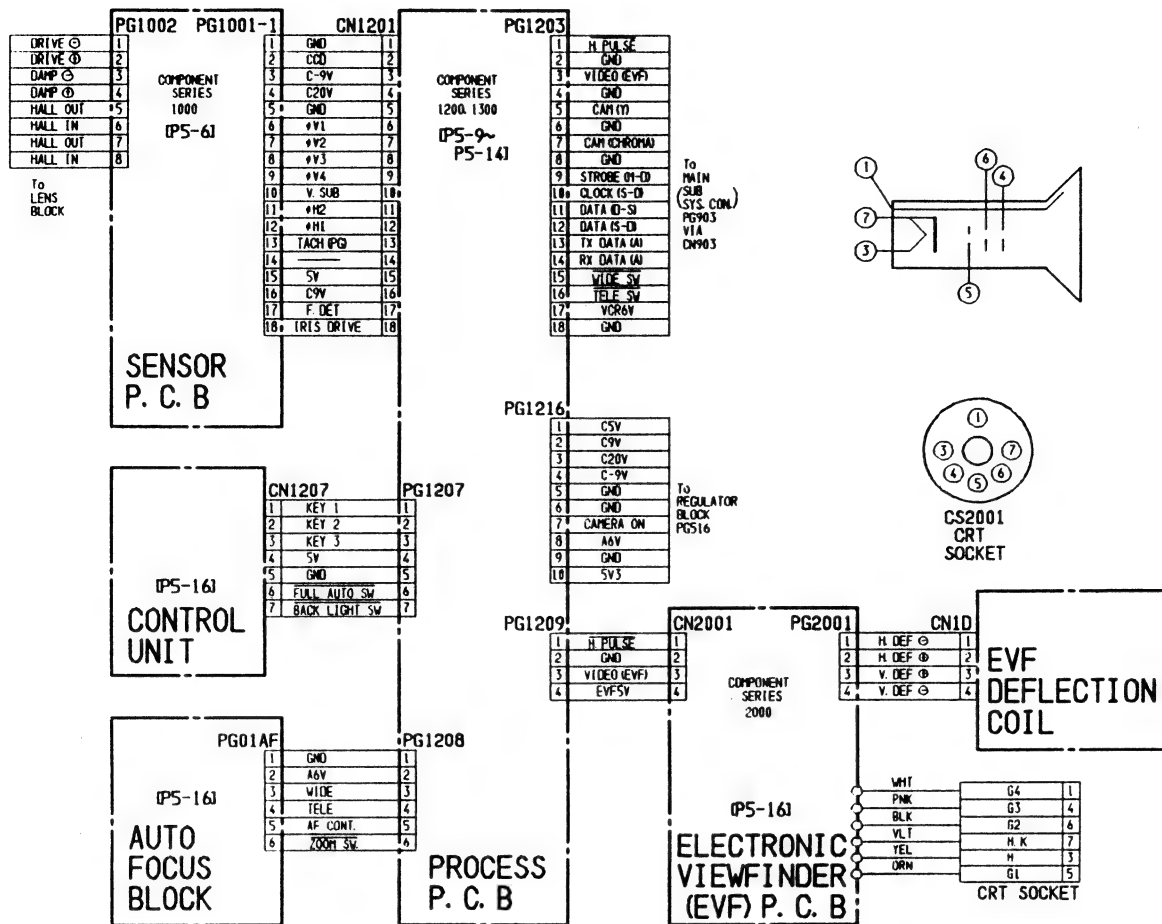 PG1002 PG1001-1 CN1201 PG1203
DRIVE ⊖ 1
DRIVE ⊕ 2
DAMP ⊖ 3
DAMP ⊕ 4
HALL OUT 5
HALL IN 6
HALL OUT 7
HALL IN 8
To
LENS
BLOCK
COMPONENT
SERIES
1000
[P5-6]
SENSOR
P. C. B
1 GND 1
2 CCD 2
3 C-9V 3
4 C20V 4
5 GND 5
6 φV1 6
7 φV2 7
8 φV3 8
9 φV4 9
10 V. SUB 10
11 φH2 11
12 φH1 12
13 TACH (PG) 13
14 —— 14
15 5V 15
16 C9V 16
17 F. DET 17
18 IRIS DRIVE 18
COMPONENT
SERIES
1200. 1300
[P5-9~
P5-14]
1 H. PULSE
2 GND
3 VIDEO (EVF)
4 GND
5 CAM (Y)
6 GND
7 CAM (CHROMA)
8 GND
9 STROBE (M-D)
10 CLOCK (S-D)
11 DATA (D-S)
12 DATA (S-D)
13 TX DATA (A)
14 RX DATA (A)
15 WIDE SW
16 TELE SW
17 VCR6V
18 GND
To
MAIN
(SUB
SYS. CON.)
PG903
VIA
CN903
1
7
3
6
4
5
PG1216
1 C5V
2 C9V
3 C20V
4 C-9V
5 GND
6 GND
7 CAMERA ON
8 A6V
9 GND
10 5V3
To
REGULATOR
BLOCK
PG516
1
3 7
4 6
5
CS2001
CRT
SOCKET
CN1207 PG1207
1 KEY 1 1
2 KEY 2 2
3 KEY 3 3
4 5V 4
5 GND 5
6 FULL AUTO SW 6
7 BACK LIGHT SW 7
[P5-16]
CONTROL
UNIT
PG1209 CN2001
1 H. PULSE 1
2 GND 2
3 VIDEO (EVF) 3
4 EVF5V 4
COMPONENT
SERIES
2000
PG2001 CN1D
1 H. DEF ⊖ 1
2 H. DEF ⊕ 2
3 V. DEF ⊕ 3
4 V. DEF ⊖ 4
EVF
DEFLECTION
COIL
PG01AF PG1208
1 GND 1
2 A6V 2
3 WIDE 3
4 TELE 4
5 AF CONT. 5
6 ZOOM SW. 6
[P5-16]
AUTO
FOCUS
BLOCK
PROCESS
P. C. B
[P5-16]
ELECTRONIC
VIEWFINDER
(EVF) P. C. B
WHT G4 1
PNK G3 4
BLK G2 6
VLT H. K 7
YEL H 3
ORN G1 5
CRT SOCKET